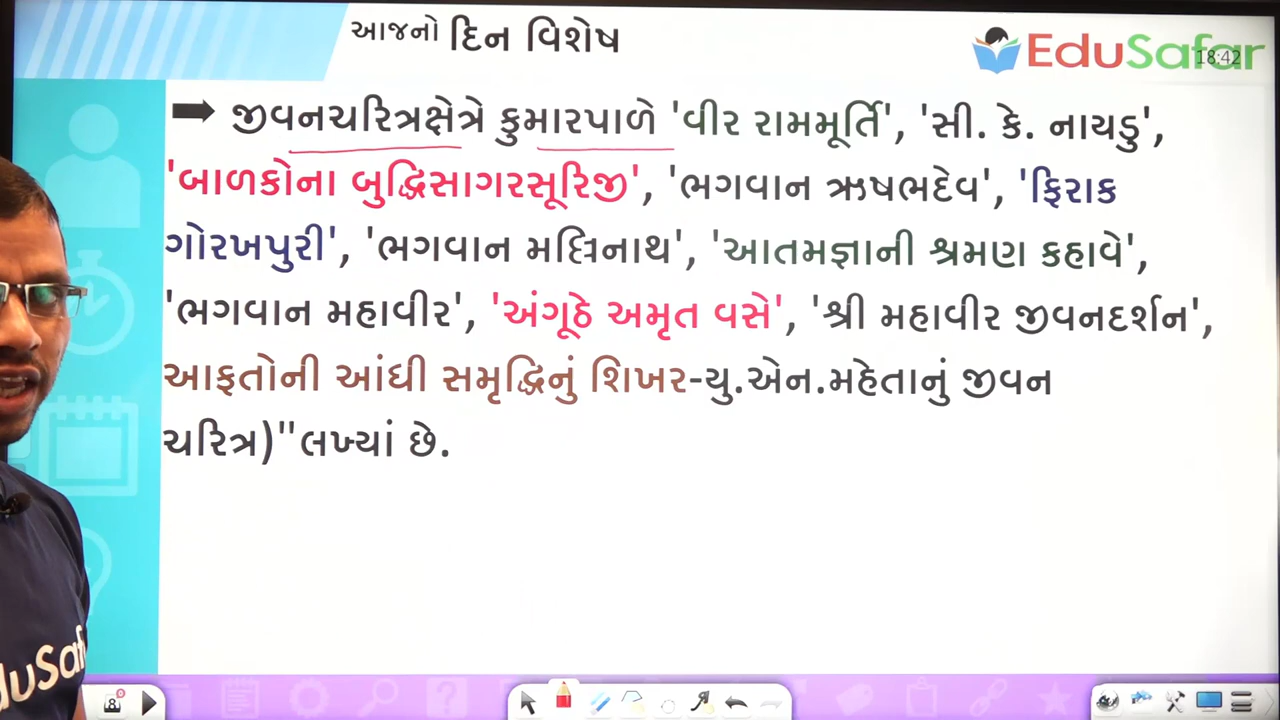 આજનો દિન વિશેષ
EduSafar
18:42
➡ જીવનચરિત્રક્ષેત્રે કુમારપાળે 'વીર રામમૂર્તિ', 'સી. કે. નાયડુ',
'બાળકોના બુદ્ધિસાગરસૂરિજી', 'ભગવાન ઋષભદેવ', 'ફિરાક
ગોરખપુરી', 'ભગવાન મલ્લિનાથ', 'આતમજ્ઞાની શ્રમણ કહાવે',
'ભગવાન મહાવીર', 'અંગૂઠે અમૃત વસે', 'શ્રી મહાવીર જીવનદર્શન',
આફતોની આંધી સમૃદ્ધિનું શિખર-યુ.એન.મહેતાનું જીવન
ચરિત્ર)"લખ્યાં છે.
duSaf